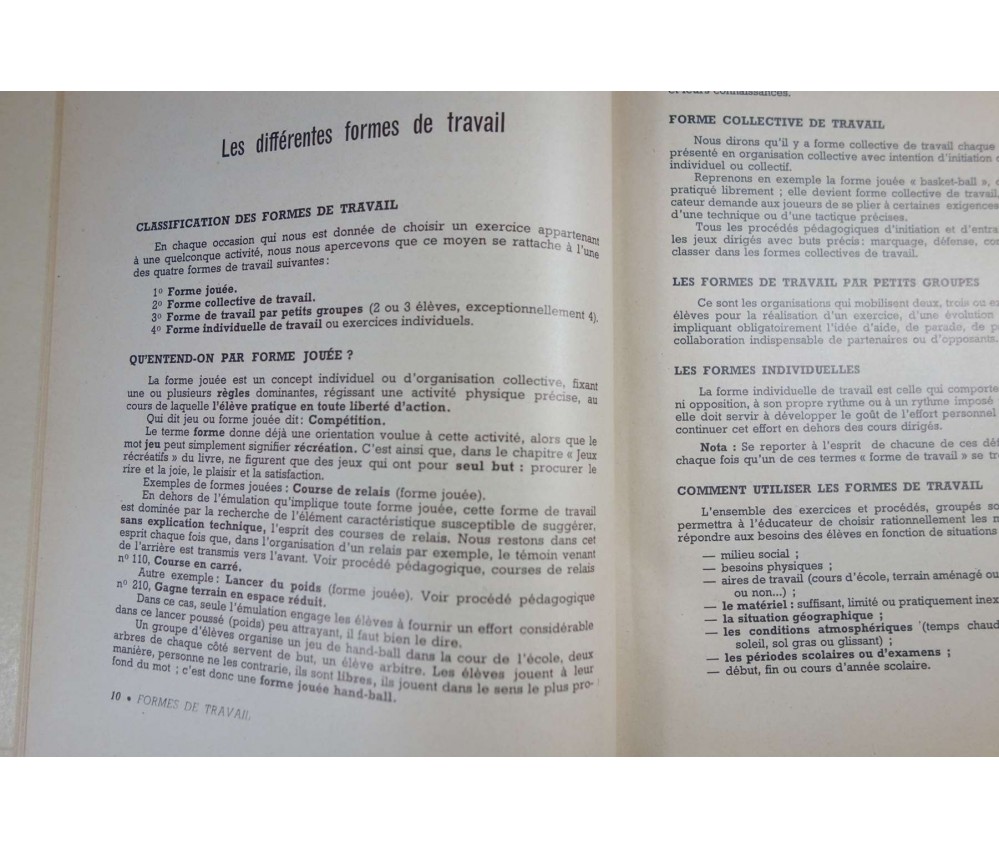 Les différentes formes de travail
CLASSIFICATION DES FORMES DE TRAVAIL
En chaque occasion qui nous est donnée de choisir un exercice appartenant
à une quelconque activité, nous nous apercevons que ce moyen se rattache à l'une
des quatre formes de travail suivantes :
1º Forme jouée.
2º Forme collective de travail.
3º Forme de travail par petits groupes (2 ou 3 élèves, exceptionnellement 4).
4º Forme individuelle de travail ou exercices individuels.
QU'ENTEND-ON PAR FORME JOUÉE ?
La forme jouée est un concept individuel ou d'organisation collective, fixant
une ou plusieurs règles dominantes, régissant une activité physique précise, au
cours de laquelle l'élève pratique en toute liberté d'action.
Qui dit jeu ou forme jouée dit : Compétition.
Le terme forme donne déjà une orientation voulue à cette activité, alors que le
mot jeu peut simplement signifier récréation. C'est ainsi que, dans le chapitre « Jeux
récréatifs » du livre, ne figurent que des jeux qui ont pour seul but : procurer le
rire et la joie, le plaisir et la satisfaction.
Exemples de formes jouées : Course de relais (forme jouée).
En dehors de l'émulation qu'implique toute forme jouée, cette forme de travail
est dominée par la recherche de l'élément caractéristique susceptible de suggérer,
sans explication technique, l'esprit des courses de relais. Nous restons dans cet
esprit chaque fois que, dans l'organisation d'un relais par exemple, le témoin venant
de l'arrière est transmis vers l'avant. Voir procédé pédagogique, courses de relais
nº 110, Course en carré.
Autre exemple : Lancer du poids (forme jouée). Voir procédé pédagogique
nº 210, Gagne terrain en espace réduit.
Dans ce cas, seule l'émulation engage les élèves à fournir un effort considérable
dans ce lancer poussé (poids) peu attrayant, il faut bien le dire.
Un groupe d'élèves organise un jeu de hand-ball dans la cour de l'école, deux
arbres de chaque côté servent de but, un élève arbitre. Les élèves jouent à leur
manière, personne ne les contrarie, ils sont libres, ils jouent dans le sens le plus pro-
fond du mot ; c'est donc une forme jouée hand-ball.
10 • FORMES DE TRAVAIL
et leurs connaissances.
FORME COLLECTIVE DE TRAVAIL
Nous dirons qu'il y a forme collective de travail chaque
présenté en organisation collective avec intention d'initiation
individuel ou collectif.
Reprenons en exemple la forme jouée « basket-ball »,
pratiqué librement ; elle devient forme collective de travail,
cateur demande aux joueurs de se plier à certaines exigences
d'une technique ou d'une tactique précises.
Tous les procédés pédagogiques d'initiation et d'entra
les jeux dirigés avec buts précis : marquage, défense, con
classer dans les formes collectives de travail.
LES FORMES DE TRAVAIL PAR PETITS GROUPES
Ce sont les organisations qui mobilisent deux, trois ou ex
élèves pour la réalisation d'un exercice, d'une évolution
impliquant obligatoirement l'idée d'aide, de parade, de p
collaboration indispensable de partenaires ou d'opposants.
LES FORMES INDIVIDUELLES
La forme individuelle de travail est celle qui comporte
ni opposition, à son propre rythme ou à un rythme imposé
elle doit servir à développer le goût de l'effort personnel
continuer cet effort en dehors des cours dirigés.
Nota : Se reporter à l'esprit de chacune de ces déf
chaque fois qu'un de ces termes « forme de travail » se tr
COMMENT UTILISER LES FORMES DE TRAVAIL
L'ensemble des exercices et procédés, groupés so
permettra à l'éducateur de choisir rationnellement les m
répondre aux besoins des élèves en fonction de situations
— milieu social ;
— besoins physiques ;
— aires de travail (cours d'école, terrain aménagé ou
ou non...) ;
— le matériel : suffisant, limité ou pratiquement inex
— la situation géographique ;
— les conditions atmosphériques (temps chaud
soleil, sol gras ou glissant) ;
— les périodes scolaires ou d'examens ;
— début, fin ou cours d'année scolaire.